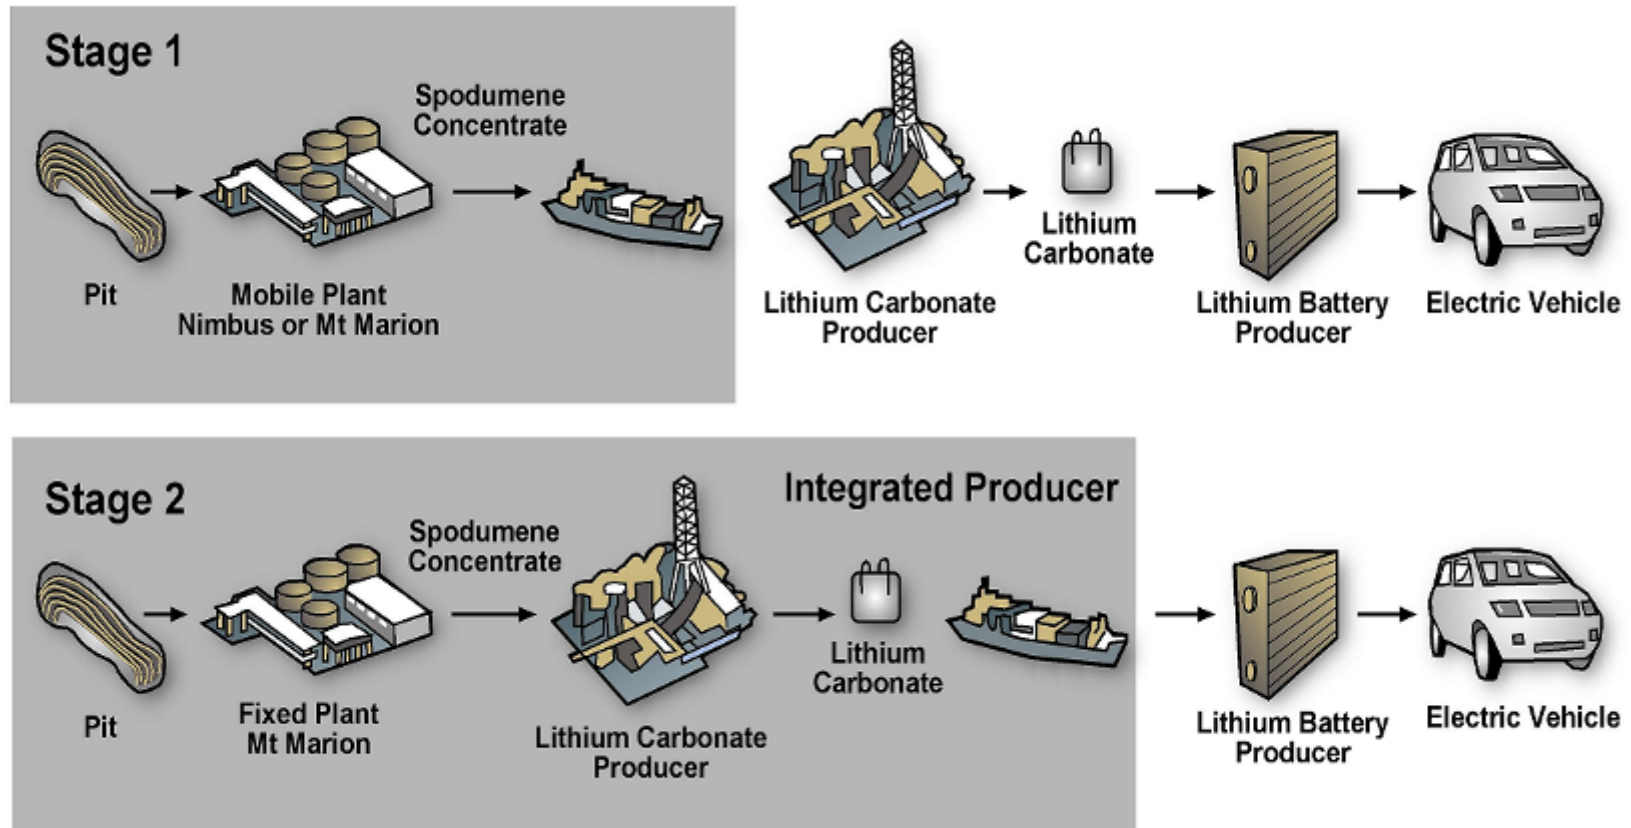 Stage 1
Spodumene
Concentrate
Pit
Mobile Plant
Nimbus or Mt Marion
Lithium Carbonate
Producer
Lithium
Carbonate
Lithium Battery
Producer
Electric Vehicle
Stage 2
Integrated Producer
Spodumene
Concentrate
Pit
Fixed Plant
Mt Marion
Lithium Carbonate
Producer
Lithium
Carbonate
Lithium Battery
Producer
Electric Vehicle